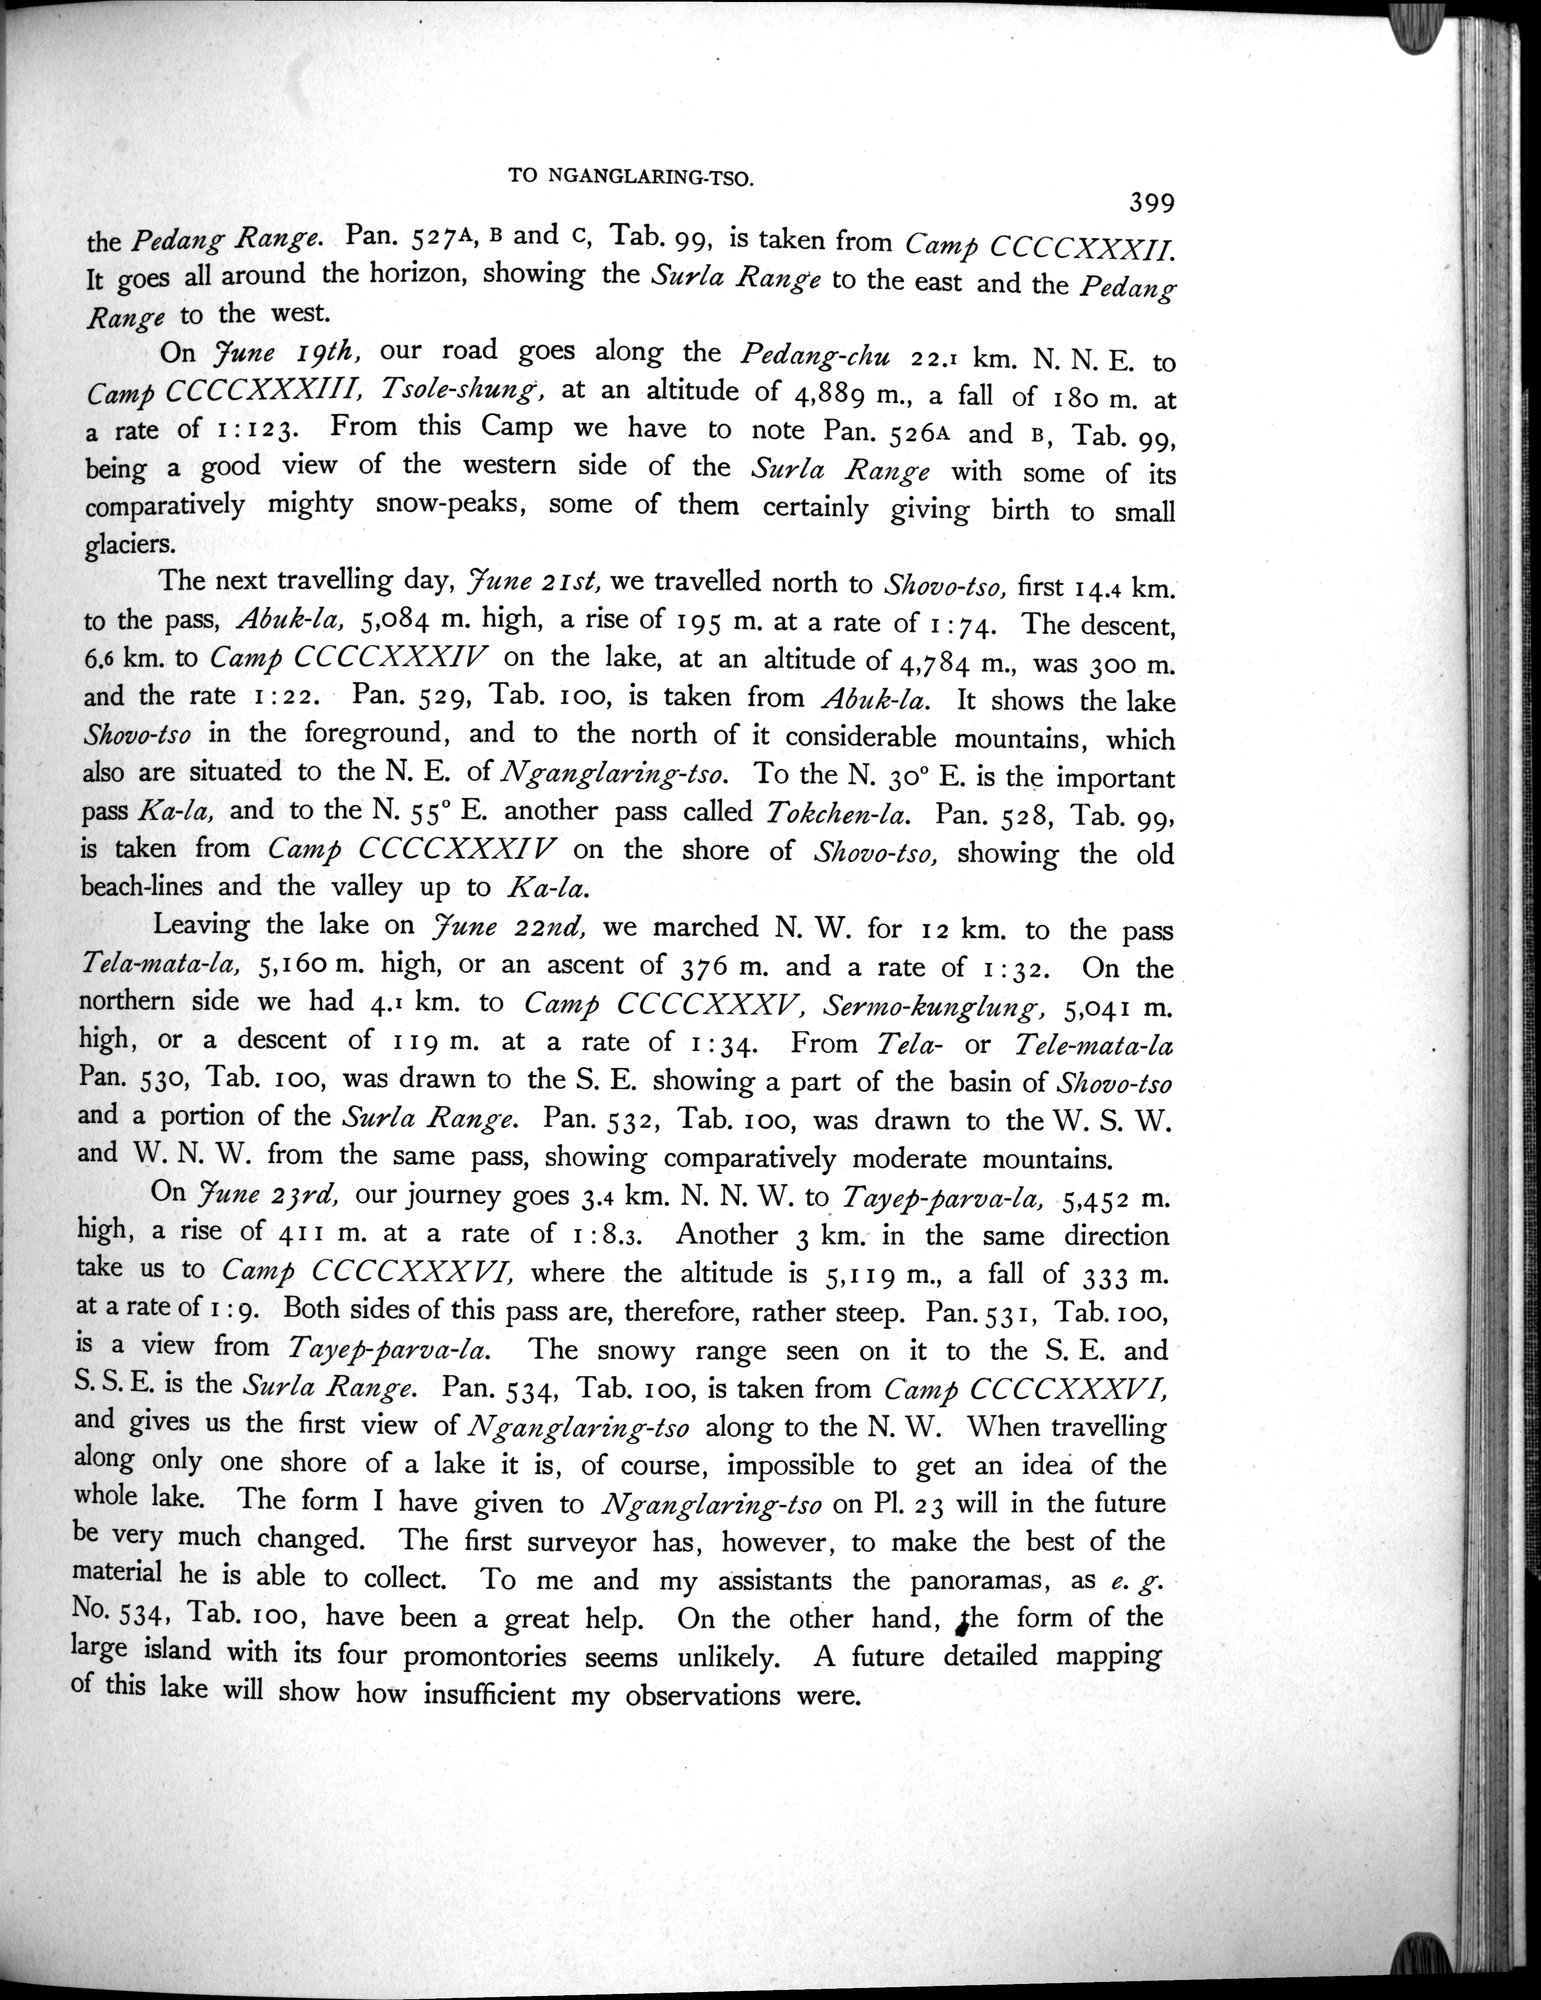 TO NGANGLARING-TSO.
399
the Pedang Range. Pan. 527A, B and C, Tab. 99, is taken from Camp CCCCXXXII.
It goes all around the horizon, showing the Surla Range to the east and the Pedang
Range to the west.
On June 19th, our road goes along the Pedang-chu 22.1 km. N. N. E. to
Camp CCCCXXXIII, Tsole-shung, at an altitude of 4,889 m., a fall of 180 m. at
a rate of 1:123. From this Camp we have to note Pan. 526A and B, Tab. 99,
being a good view of the western side of the Surla Range with some of its
comparatively mighty snow-peaks, some of them certainly giving birth to small
glaciers.
The next travelling day, June 21st, we travelled north to Shovo-tso, first 14.4 km.
to the pass, Abuk-la, 5,084 m. high, a rise of 195 m. at a rate of 1:74. The descent,
6.6 km. to Camp CCCCXXXIV on the lake, at an altitude of 4,784 m., was 300 m.
and the rate 1:22. Pan. 529, Tab. 100, is taken from Abuk-la. It shows the lake
Shovo-tso in the foreground, and to the north of it considerable mountains, which
also are situated to the N. E. of Nganglaring-tso. To the N. 30° E. is the important
pass Ka-la, and to the N. 55° E. another pass called Tokchen-la. Pan. 528, Tab. 99,
is taken from Camp CCCCXXXIV on the shore of Shovo-tso, showing the old
beach-lines and the valley up to Ka-la.
Leaving the lake on June 22nd, we marched N. W. for 12 km. to the pass
Tela-mata-la, 5,160 m. high, or an ascent of 376 m. and a rate of 1:32. On the
northern side we had 4.1 km. to Camp CCCCXXXV, Sermo-kunglung, 5,041 m.
high, or a descent of 119 m. at a rate of 1:34. From Tela- or Tele-mata-la
Pan. 530, Tab. 100, was drawn to the S. E. showing a part of the basin of Shovo-tso
and a portion of the Surla Range. Pan. 532, Tab. 100, was drawn to the W. S. W.
and W. N. W. from the same pass, showing comparatively moderate mountains.
On June 23rd, our journey goes 3.4 km. N. N. W. to Tayep-parva-la, 5,452 m.
high, a rise of 411 m. at a rate of 1:8.3. Another 3 km. in the same direction
take us to Camp CCCCXXXVI, where the altitude is 5,119 m., a fall of 333 m.
at a rate of 1:9. Both sides of this pass are, therefore, rather steep. Pan. 531, Tab. 100,
is a view from Tayep-parva-la. The snowy range seen on it to the S. E. and
S. S. E. is the Surla Range. Pan. 534, Tab. 100, is taken from Camp CCCCXXXVI,
and gives us the first view of Nganglaring-tso along to the N. W. When travelling
along only one shore of a lake it is, of course, impossible to get an idea of the
whole lake. The form I have given to Nganglaring-tso on Pl. 23 will in the future
be very much changed. The first surveyor has, however, to make the best of the
material he is able to collect. To me and my assistants the panoramas, as e. g.
No. 534, Tab. 100, have been a great help. On the other hand, the form of the
large island with its four promontories seems unlikely. A future detailed mapping
of this lake will show how insufficient my observations were.